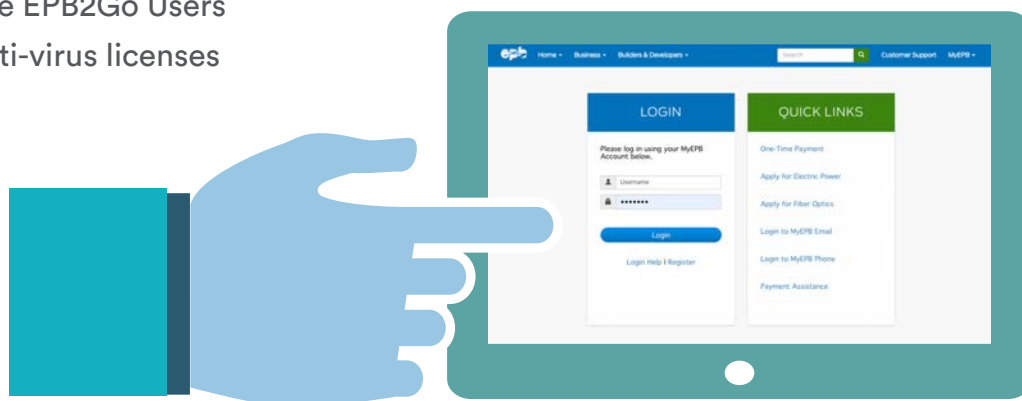 e EPB2Go Users
ti-virus licenses
epb Home Business Builders & Developers Search Customer Support MyEPB
LOGIN
Please log in using your MyEPB
Account below.
Username
Login
Login Help | Register
QUICK LINKS
One-Time Payment
Apply for Electric Power
Apply for Fiber Optics
Login to MyEPB Email
Login to MyEPB Phone
Payment Assistance